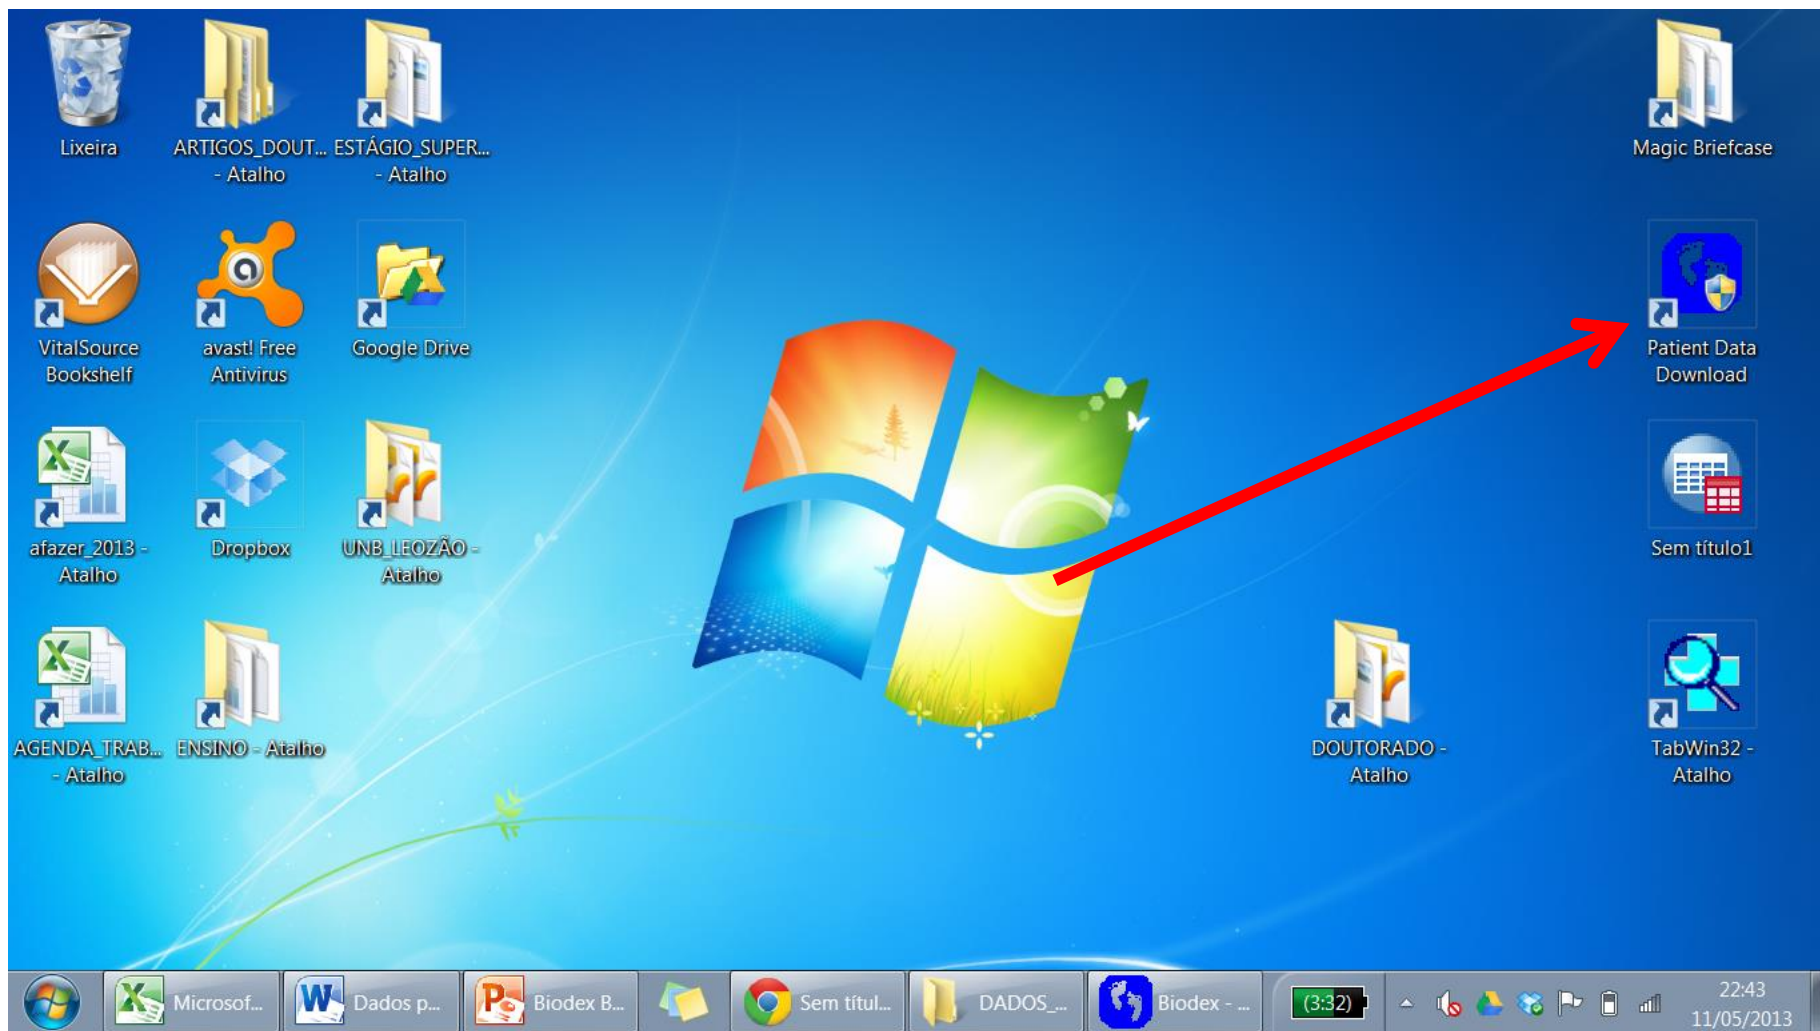 Lixeira
ARTIGOS_DOUT...
- Atalho
ESTÁGIO_SUPER...
- Atalho
Magic Briefcase
VitalSource
Bookshelf
avast! Free
Antivirus
Google Drive
Patient Data
Download
afazer_2013 -
Atalho
Dropbox
UNB_LEOZÃO -
Atalho
Sem título1
AGENDA_TRAB...
- Atalho
ENSINO - Atalho
DOUTORADO -
Atalho
TabWin32 -
Atalho
Microsof...
Dados p...
Biodex B...
Sem títul...
DADOS_...
Biodex - ...
(3:32)
22:43
11/05/2013